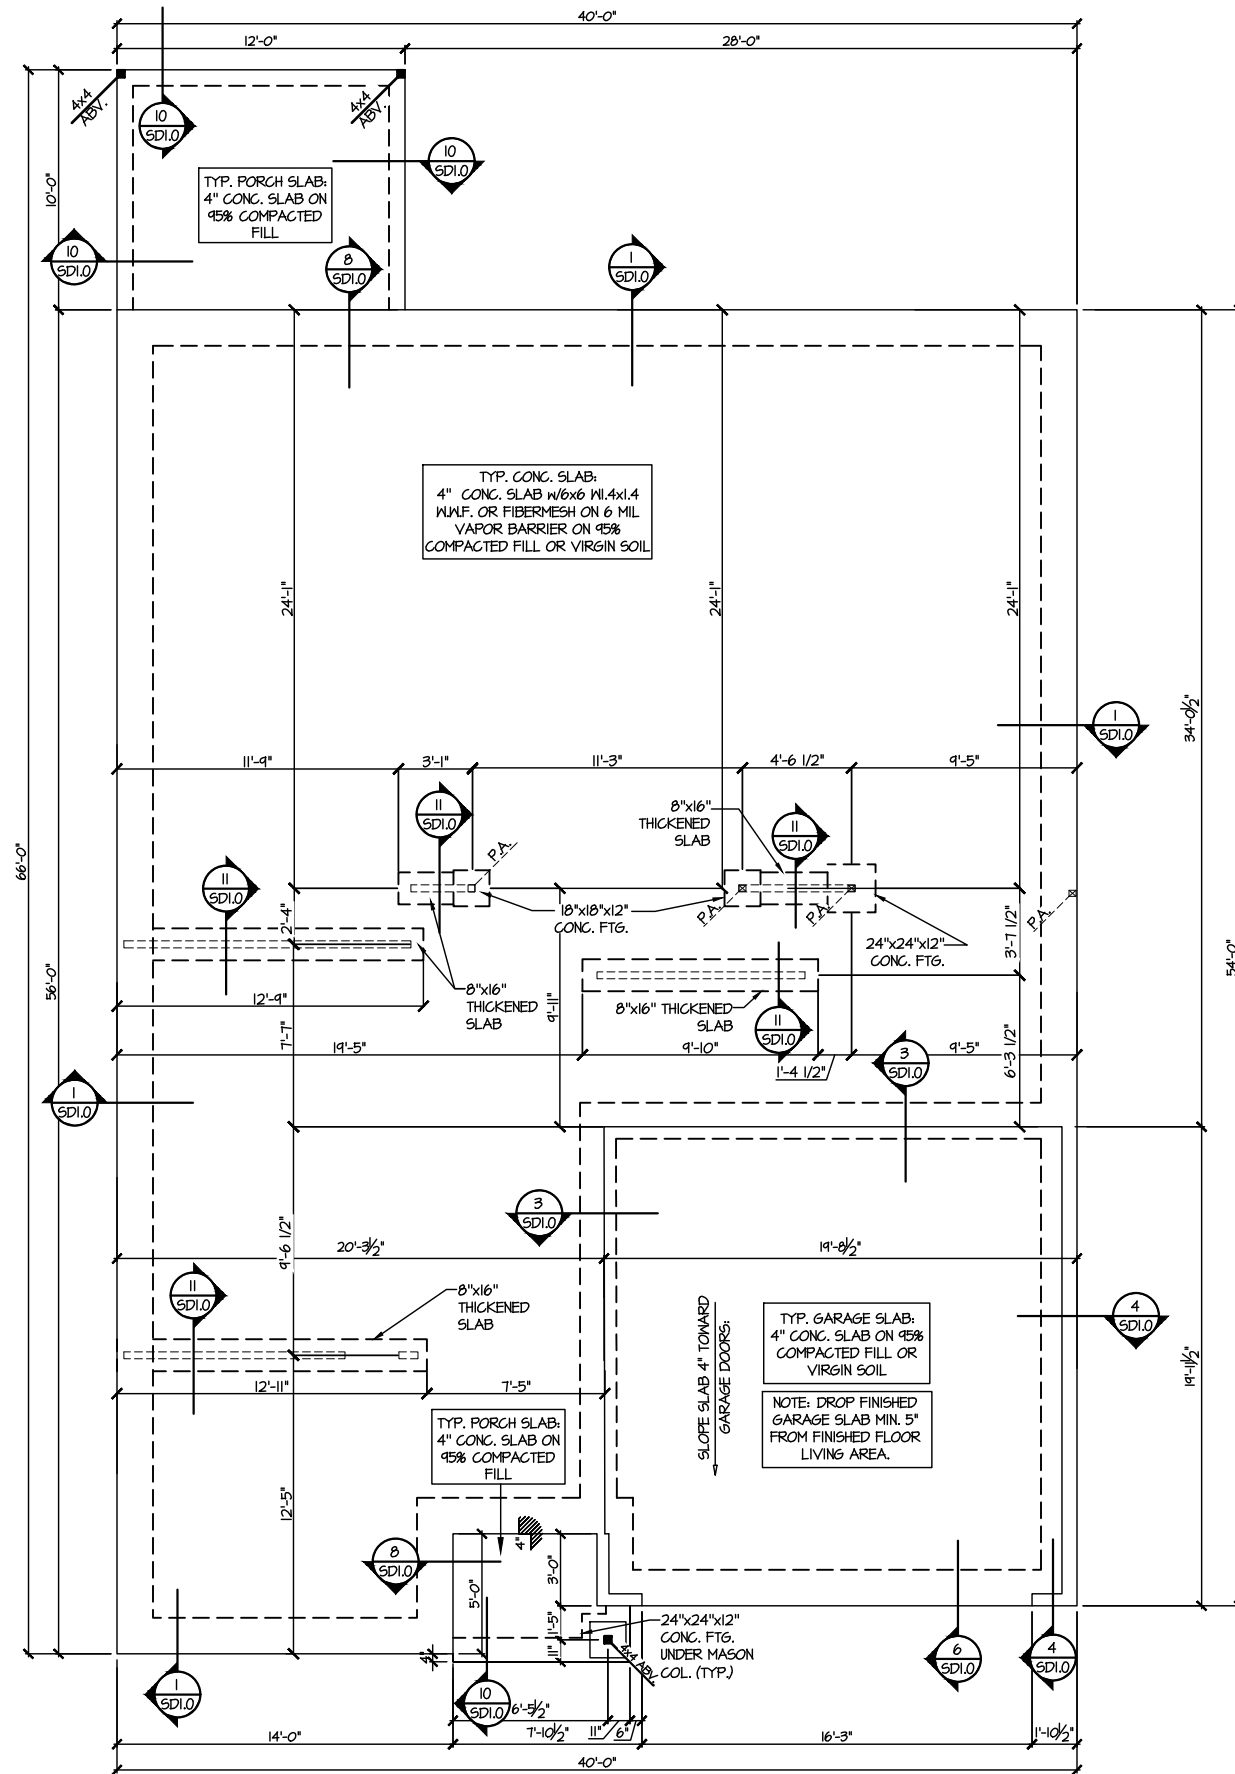 40'-0"
12'-0"
28'-0"
4x4
ABV.
4x4
ABV.
10
SD1.0
10
SD1.0
TYP. PORCH SLAB:
4" CONC. SLAB ON
95% COMPACTED
FILL
10'-0"
10
SD1.0
8
SD1.0
1
SD1.0
TYP. CONC. SLAB:
4" CONC. SLAB W/6x6 W1.4x1.4
W.W.F. OR FIBERMESH ON 6 MIL
VAPOR BARRIER ON 95%
COMPACTED FILL OR VIRGIN SOIL
24'-1"
24'-1"
24'-1"
34'-0 1/2"
1
SD1.0
11'-9"
3'-1"
11'-3"
4'-6 1/2"
9'-5"
11
SD1.0
8"x16"
THICKENED
SLAB
11
SD1.0
66'-0"
P.A.
11
SD1.0
18"x18"x12"
CONC. FTG.
P.A.
P.A.
P.A.
24"x24"x12"
CONC. FTG.
2'-4"
3'-7 1/2"
56'-0"
54'-0"
12'-9"
8"x16"
THICKENED
SLAB
9'-11"
8"x16" THICKENED
SLAB
11
SD1.0
7'-7"
19'-5"
9'-10"
1'-4 1/2"
9'-5"
6'-3 1/2"
3
SD1.0
1
SD1.0
3
SD1.0
9'-6 1/2"
20'-3 1/2"
19'-8 1/2"
11
SD1.0
8"x16"
THICKENED
SLAB
SLOPE SLAB 4" TOWARD
GARAGE DOORS:
TYP. GARAGE SLAB:
4" CONC. SLAB ON 95%
COMPACTED FILL OR
VIRGIN SOIL
4
SD1.0
19'-11 1/2"
12'-11"
7'-5"
NOTE: DROP FINISHED
GARAGE SLAB MIN. 5"
FROM FINISHED FLOOR
LIVING AREA.
TYP. PORCH SLAB:
4" CONC. SLAB ON
95% COMPACTED
FILL
12'-5"
4"
8
SD1.0
5'-0"
3'-0"
1'-5"
11"
4"
24"x24"x12"
CONC. FTG.
UNDER MASON
COL. (TYP.)
4x4 ABV.
6
SD1.0
4
SD1.0
1
SD1.0
10
SD1.0
6'-5 1/2"
14'-0"
7'-10 1/2"
11"
6"
16'-3"
1'-10 1/2"
40'-0"